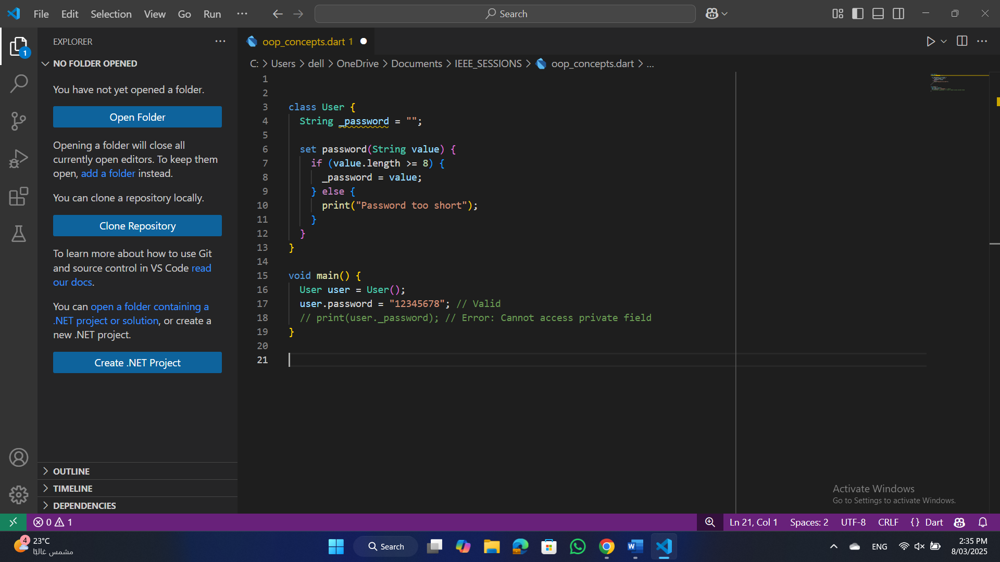 File Edit Selection View Go Run ··· Search
EXPLORER
oop_concepts.dart 1
1
NO FOLDER OPENED
C: > Users > dell > OneDrive > Documents > IEEE_SESSIONS > oop_concepts.dart > ...
You have not yet opened a folder.
Open Folder
Opening a folder will close all
currently open editors. To keep them
open, add a folder instead.
You can clone a repository locally.
Clone Repository
To learn more about how to use Git
and source control in VS Code read
our docs.
You can open a folder containing a
.NET project or solution, or create a
new .NET project.
Create .NET Project
OUTLINE
TIMELINE
DEPENDENCIES
1
2
3 class User {
4 String _password = "";
5
6 set password(String value) {
7 if (value.length >= 8) {
8 _password = value;
9 } else {
10 print("Password too short");
11 }
12 }
13 }
14
15 void main() {
16 User user = User();
17 user.password = "12345678"; // Valid
18 // print(user._password); // Error: Cannot access private field
19 }
20
21
Activate Windows
Go to Settings to activate Windows.
0 1 Ln 21, Col 1 Spaces: 2 UTF-8 CRLF {} Dart
4 23°C
مشمس غالبًا
Search
ENG
2:35 PM
8/03/2025